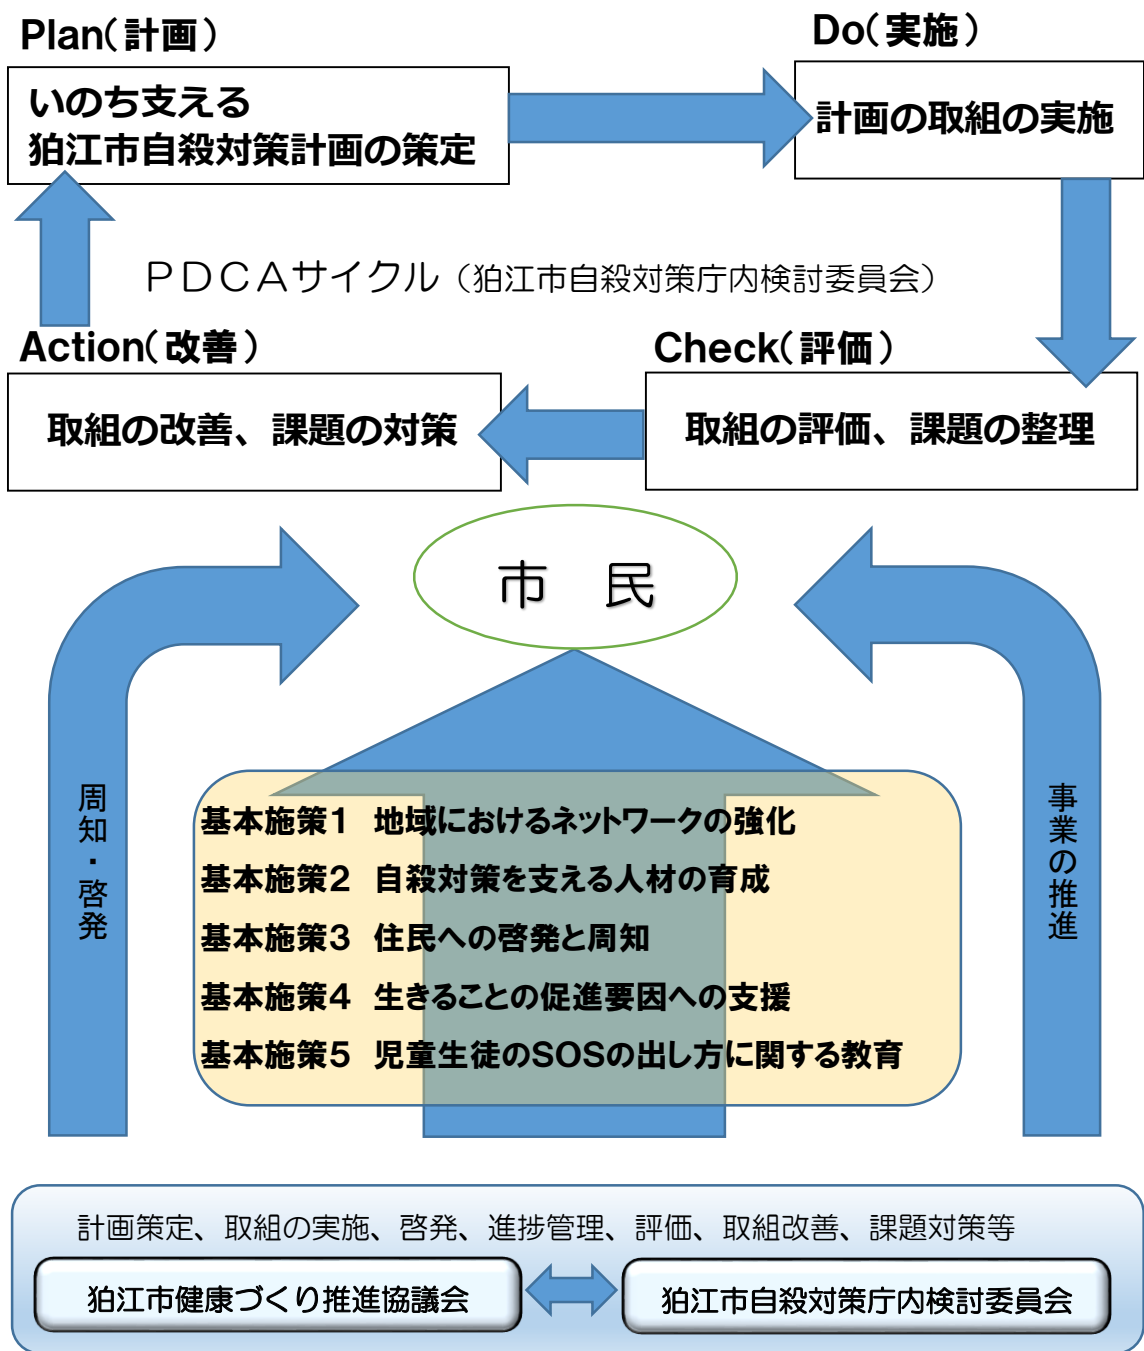 Plan(計画)
Do(実施)
いのち支える
狛江市自殺対策計画の策定
計画の取組の実施
PDCAサイクル(狛江市自殺対策庁内検討委員会)
Action(改善)
Check(評価)
取組の改善、課題の対策
取組の評価、課題の整理
市 民
周知・啓発
事業の推進
基本施策1 地域におけるネットワークの強化
基本施策2 自殺対策を支える人材の育成
基本施策3 住民への啓発と周知
基本施策4 生きることの促進要因への支援
基本施策5 児童生徒のSOSの出し方に関する教育
計画策定、取組の実施、啓発、進捗管理、評価、取組改善、課題対策等
狛江市健康づくり推進協議会
狛江市自殺対策庁内検討委員会